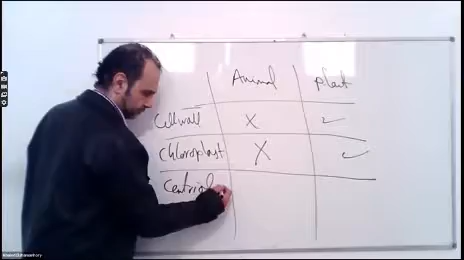 Animal plant
Cellwall X ✓
Chloroplast X ✓
Centriol